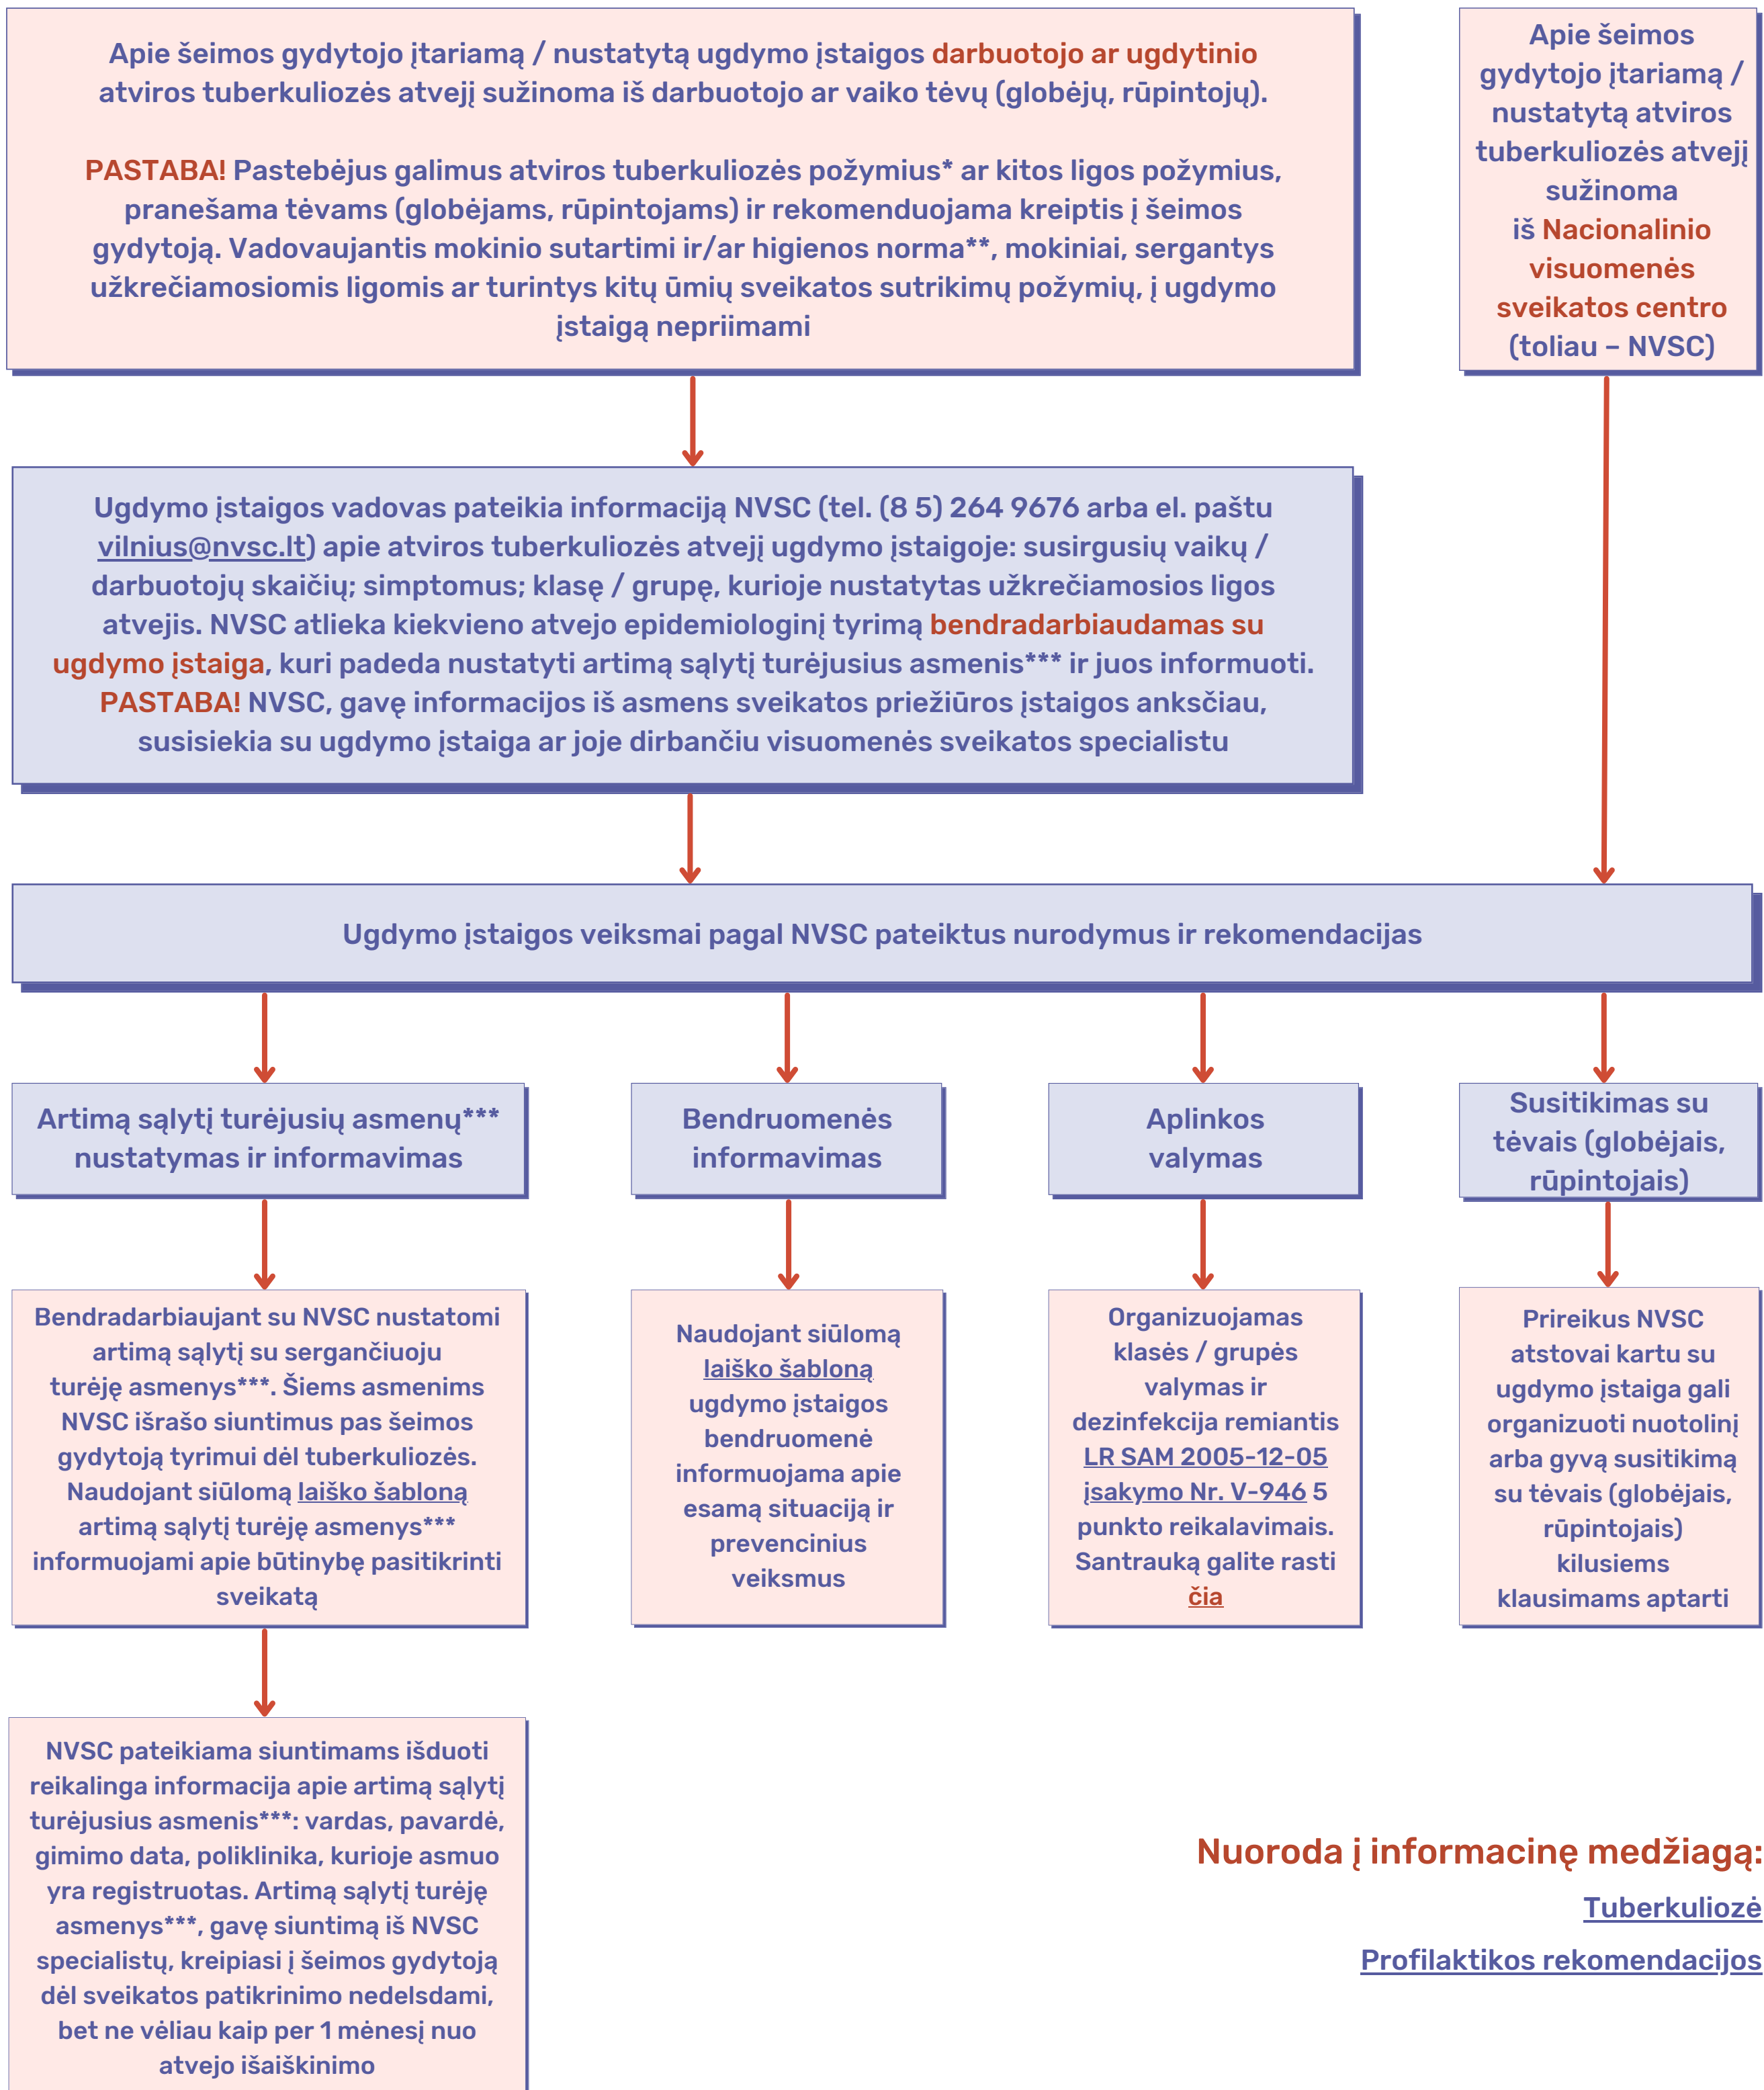 Apie šeimos gydytojo įtariamą / nustatytą ugdymo įstaigos darbuotojo ar ugdytinio
atviros tuberkuliozės atvejį sužinoma iš darbuotojo ar vaiko tėvų (globėjų, rūpintojų).
PASTABA! Pastebėjus galimus atviros tuberkuliozės požymius* ar kitos ligos požymius,
pranešama tėvams (globėjams, rūpintojams) ir rekomenduojama kreiptis į šeimos
gydytoją. Vadovaujantis mokinio sutartimi ir/ar higienos norma**, mokiniai, sergantys
užkrečiamosiomis ligomis ar turintys kitų ūmių sveikatos sutrikimų požymių, į ugdymo
įstaigą nepriimami
Apie šeimos
gydytojo įtariamą /
nustatytą atviros
tuberkuliozės atvejį
sužinoma
iš Nacionalinio
visuomenės
sveikatos centro
(toliau – NVSC)
Ugdymo įstaigos vadovas pateikia informaciją NVSC (tel. (8 5) 264 9676 arba el. paštu
vilnius@nvsc.lt) apie atviros tuberkuliozės atvejį ugdymo įstaigoje: susirgusių vaikų /
darbuotojų skaičių; simptomus; klasę / grupę, kurioje nustatytas užkrečiamosios ligos
atvejis. NVSC atlieka kiekvieno atvejo epidemiologinį tyrimą bendradarbiaudamas su
ugdymo įstaiga, kuri padeda nustatyti artimą sąlytį turėjusius asmenis*** ir juos informuoti.
PASTABA! NVSC, gavę informacijos iš asmens sveikatos priežiūros įstaigos anksčiau,
susisiekia su ugdymo įstaiga ar joje dirbančiu visuomenės sveikatos specialistu
Ugdymo įstaigos veiksmai pagal NVSC pateiktus nurodymus ir rekomendacijas
Artimą sąlytį turėjusių asmenų***
nustatymas ir informavimas
Bendruomenės
informavimas
Aplinkos
valymas
Susitikimas su
tėvais (globėjais,
rūpintojais)
Bendradarbiaujant su NVSC nustatomi
artimą sąlytį su sergančiuoju
turėję asmenys***. Šiems asmenims
NVSC išrašo siuntimus pas šeimos
gydytoją tyrimui dėl tuberkuliozės.
Naudojant siūlomą laiško šabloną
artimą sąlytį turėję asmenys***
informuojami apie būtinybę pasitikrinti
sveikatą
Naudojant siūlomą
laiško šabloną
ugdymo įstaigos
bendruomenė
informuojama apie
esamą situaciją ir
prevencinius
veiksmus
Organizuojamas
klasės / grupės
valymas ir
dezinfekcija remiantis
LR SAM 2005-12-05
įsakymo Nr. V-946 5
punkto reikalavimais.
Santrauką galite rasti
čia
Prireikus NVSC
atstovai kartu su
ugdymo įstaiga gali
organizuoti nuotolinį
arba gyvą susitikimą
su tėvais (globėjais,
rūpintojais)
kilusiems
klausimams aptarti
NVSC pateikiama siuntimams išduoti
reikalinga informacija apie artimą sąlytį
turėjusius asmenis***: vardas, pavardė,
gimimo data, poliklinika, kurioje asmuo
yra registruotas. Artimą sąlytį turėję
asmenys***, gavę siuntimą iš NVSC
specialistų, kreipiasi į šeimos gydytoją
dėl sveikatos patikrinimo nedelsdami,
bet ne vėliau kaip per 1 mėnesį nuo
atvejo išaiškinimo
Nuoroda į informacinę medžiagą:
Tuberkuliozė
Profilaktikos rekomendacijos